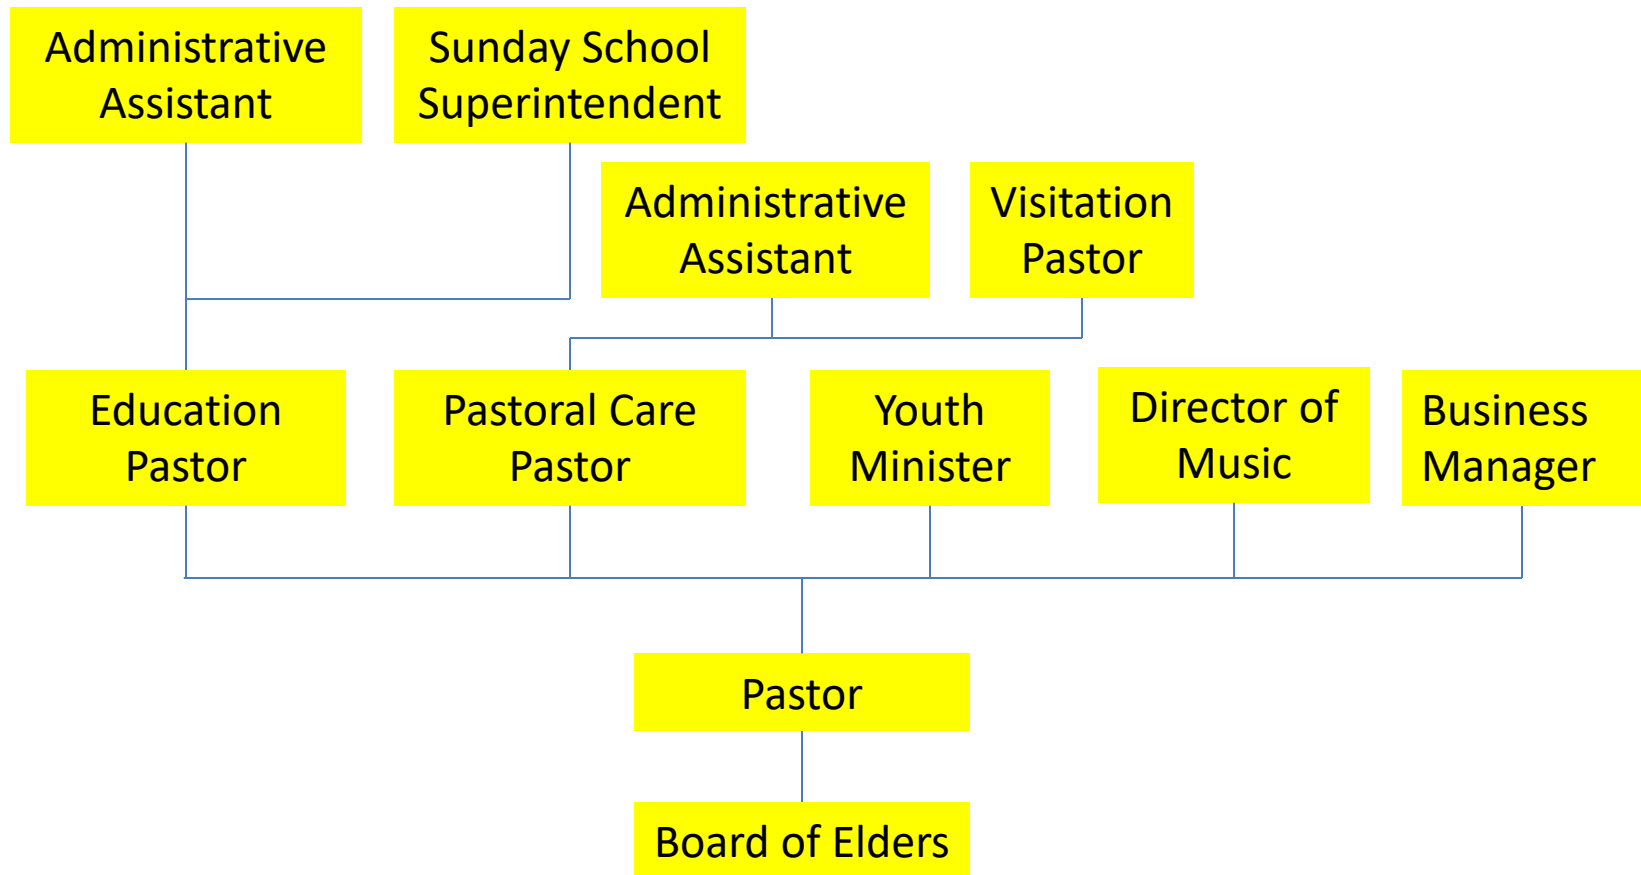 Administrative
Assistant
Sunday School
Superintendent
Administrative
Assistant
Visitation
Pastor
Education
Pastor
Pastoral Care
Pastor
Youth
Minister
Director of
Music
Business
Manager
Pastor
Board of Elders